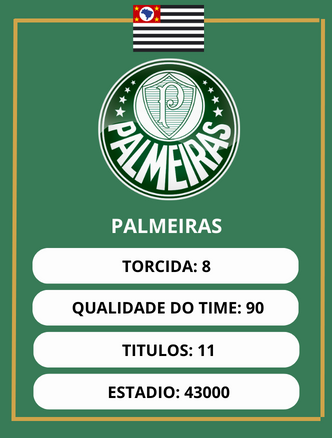 P
PALMEIRAS
PALMEIRAS
TORCIDA: 8
QUALIDADE DO TIME: 90
TITULOS: 11
ESTADIO: 43000